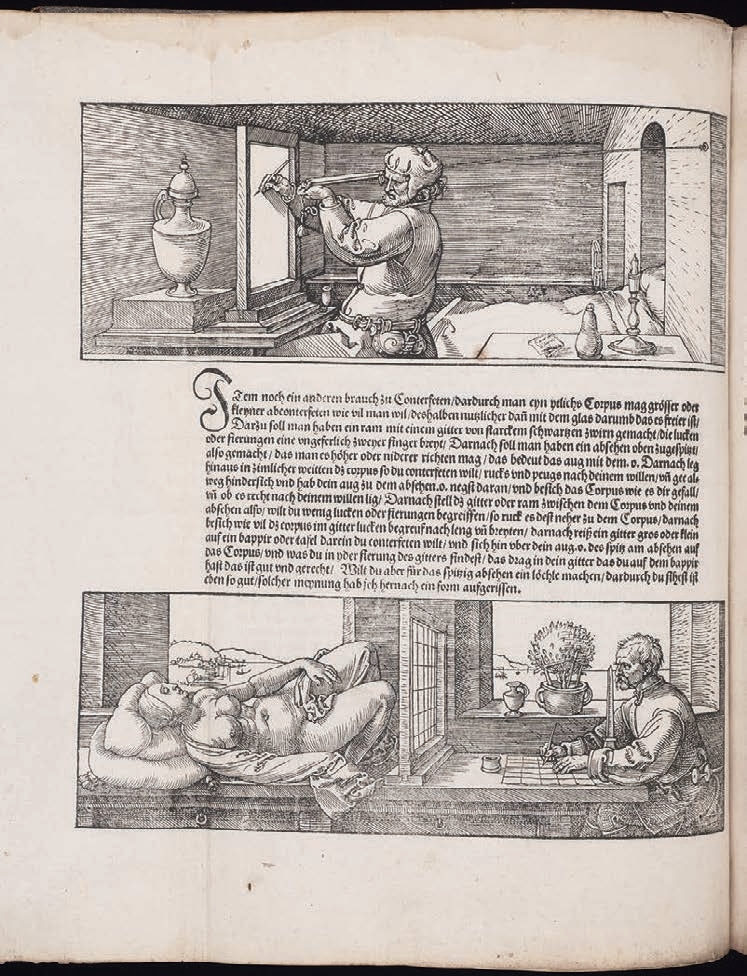 Item noch ein anderen brauch zu Conterfeten/dardurch man eyn ytlichs Corpus mag grösser oder
kleyner abconterfeten wie vil man wil/deshalben nutzlicher dañ mit dem glas darumb das es freier ist/
Darzu soll man haben ein ram mit einem gitter von starckem schwartzen zwirn gemacht/die lucken
oder fierungen eine vngeferlich zweyer finger breyt/ Darnach soll man haben ein absehen oben zugespitzt/
also gemacht/das man es höher oder niderer richten mag/das bedeut das aug mit dem .o. Darnach leg
hinaus in zimlicher weitten dz corpus so du conterfeten wilt/rucks vnd peugs nach deinem willen/vñ gee al-
weg hindersich vnd hab dein aug zu dem absehen .o. negst daran/vnd besich das Corpus wie es dir gefall/
vñ ob es recht nach deinem willen lig/ Darnach stell dz gitter oder ram zwischen dem Corpus vnd deinem
absehen also/wilt du wenig lucken oder fierungen begreiffen/so ruck es dest neher zu dem Corpus/darnach
besich wie vil dz corpus im gitter lucken begreuf nach leng vñ breyten/darnach reiß ein gitter gros oder klein
auf ein bappir oder tafel darein du conterfeten wilt/vnd sich hin vber dein aug .o. des spitz am absehen auf
das Corpus/vnd was du in yder fierung des gitters findest/das drag in dein gitter das du auf dem bappir
hast das ist gut vnd gerecht/ Wilt du aber für das spitzig absehen ein löchle machen/dardurch du sihest ist
eben so gut/solcher meynung hab jch hernach ein form aufgerissen.